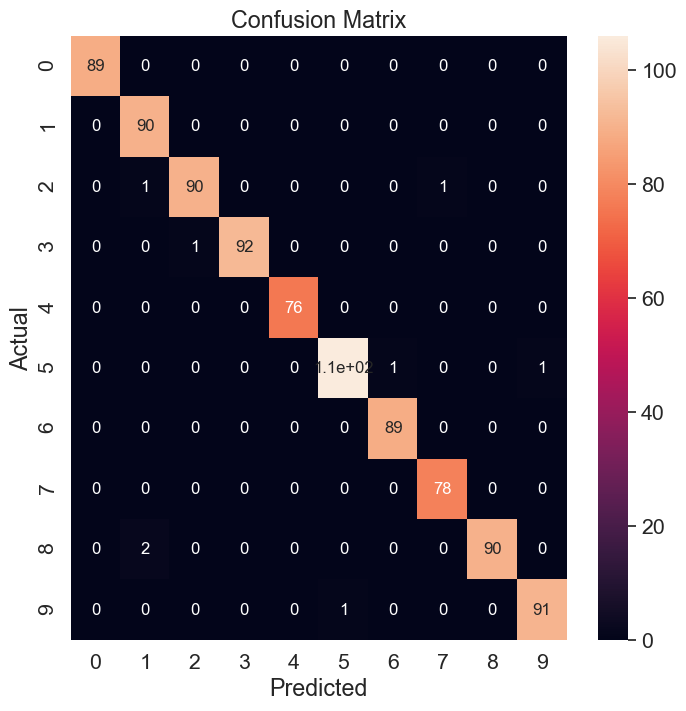 Confusion Matrix
0 89 0 0 0 0 0 0 0 0 0
1 0 90 0 0 0 0 0 0 0 0
2 0 1 90 0 0 0 0 1 0 0
3 0 0 1 92 0 0 0 0 0 0
4 0 0 0 0 76 0 0 0 0 0
5 0 0 0 0 0 1.1e+02 1 0 0 1
6 0 0 0 0 0 0 89 0 0 0
7 0 0 0 0 0 0 0 78 0 0
8 0 2 0 0 0 0 0 0 90 0
9 0 0 0 0 0 1 0 0 0 91
0 1 2 3 4 5 6 7 8 9
Predicted
Actual
100
80
60
40
20
0